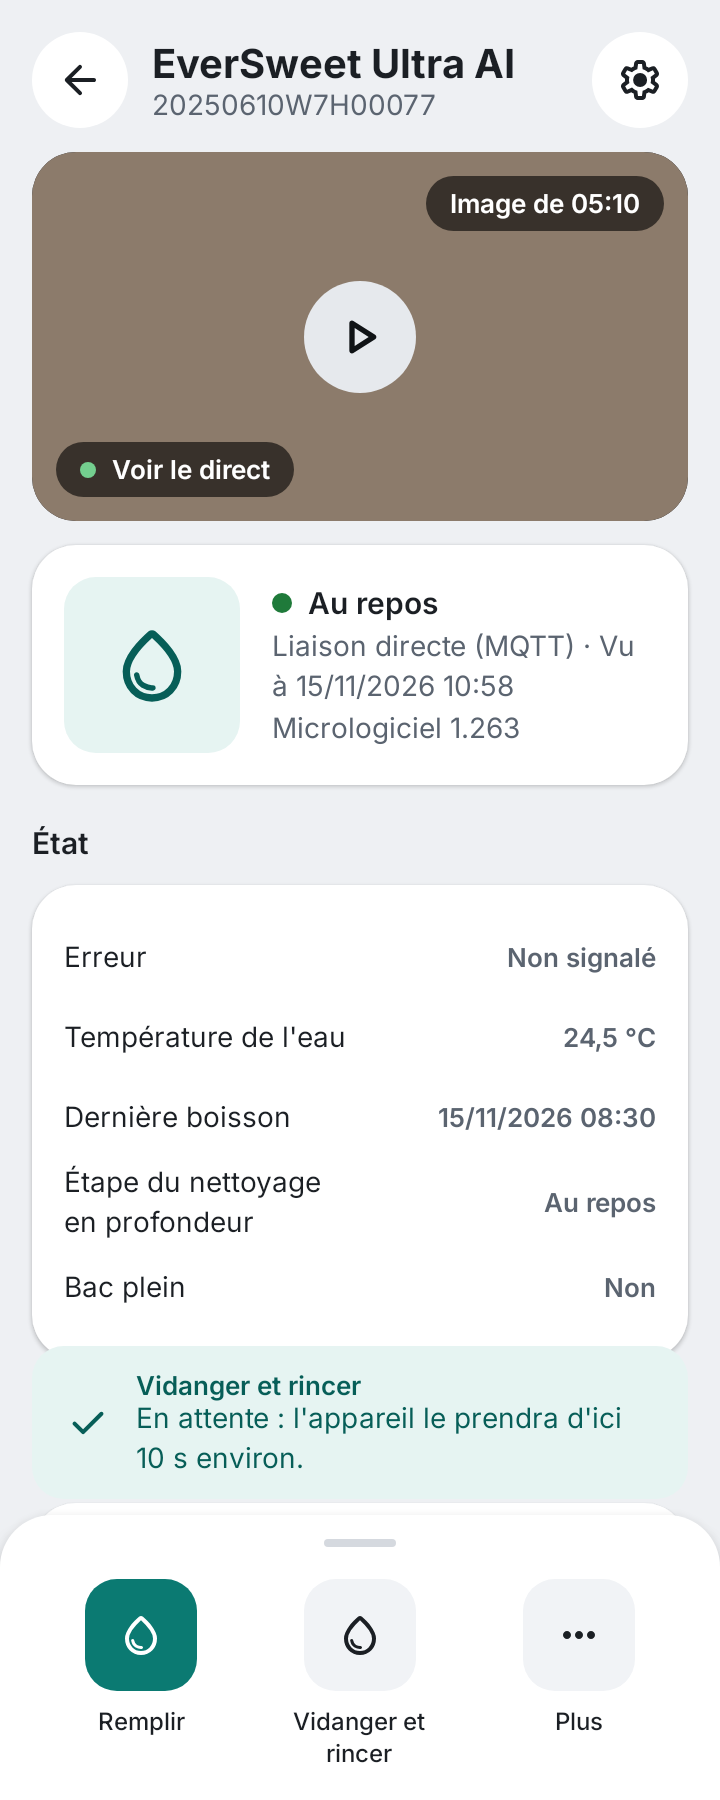 EverSweet Ultra AI
20250610W7H00077
Image de 05:10
Voir le direct
Au repos
Liaison directe (MQTT) · Vu
à 15/11/2026 10:58
Micrologiciel 1.263
État
Erreur
Non signalé
Température de l'eau
24,5 °C
Dernière boisson
15/11/2026 08:30
Étape du nettoyage
en profondeur
Au repos
Bac plein
Non
Vidanger et rincer
En attente : l'appareil le prendra d'ici
10 s environ.
Remplir
Vidanger et
rincer
Plus